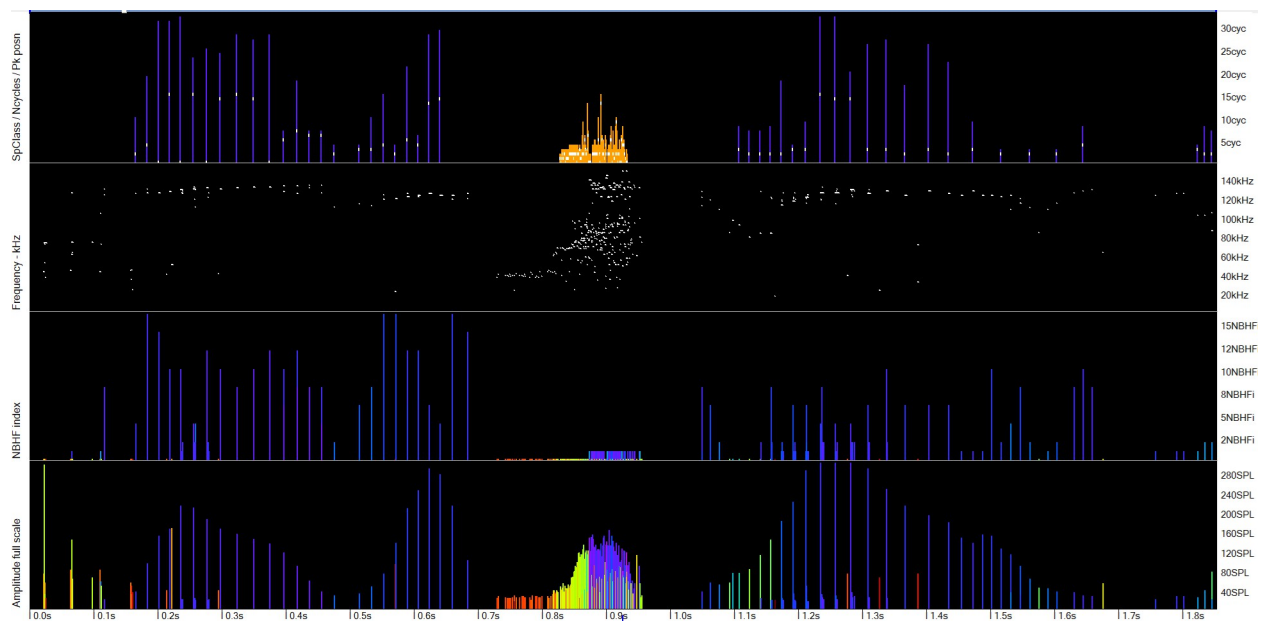 SpClass / Ncycles / Pk posn
30cyc
25cyc
20cyc
15cyc
10cyc
5cyc
Frequency - kHz
140kHz
120kHz
100kHz
80kHz
60kHz
40kHz
20kHz
NBHF index
15NBHF
12NBHF
10NBHF
8NBHFi
5NBHFi
2NBHFi
Amplitude full scale
280SPL
240SPL
200SPL
160SPL
120SPL
80SPL
40SPL
0.0s 0.1s 0.2s 0.3s 0.4s 0.5s 0.6s 0.7s 0.8s 0.9s 1.0s 1.1s 1.2s 1.3s 1.4s 1.5s 1.6s 1.7s 1.8s